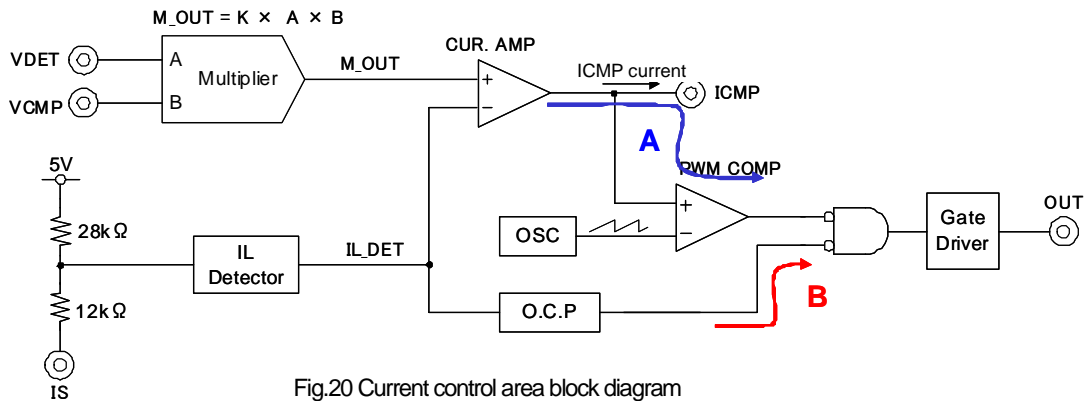 M_OUT = K × A × B
CUR. AMP
VDET
A
Multiplier
M_OUT
+
ICMP current
ICMP
VCMP
B
−
A
5V
PWM COMP
28kΩ
+
OUT
OSC
−
Gate
Driver
IL
Detector
IL_DET
12kΩ
O.C.P
B
IS
Fig.20 Current control area block diagram